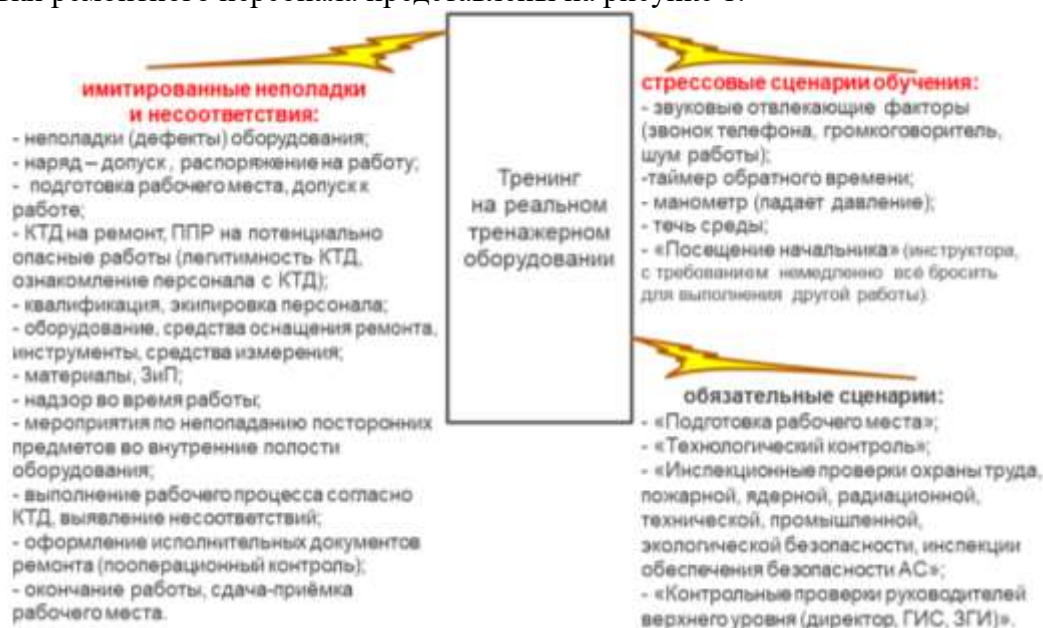 ремонтного персонала представлены на рисунке 1.
имитированные неполадки
и несоответствия:
- неполадки (дефекты) оборудования;
- наряд – допуск, распоряжение на работу;
- подготовка рабочего места, допуск к
работе;
- КТД на ремонт, ППР на потенциально
опасные работы (легитимность КТД,
ознакомление персонала с КТД);
- квалификация, экипировка персонала;
- оборудование, средства оснащения ремонта,
инструменты, средства измерения;
- материалы, ЗиП;
- надзор во время работы;
- мероприятия по непопаданию посторонних
предметов во внутренние полости
оборудования;
- выполнение рабочего процесса согласно
КТД, выявление несоответствий;
- оформление исполнительных документов
ремонта (пооперационный контроль);
- окончание работы, сдача-приёмка
рабочего места.
Тренинг
на реальном
тренажерном
оборудовании
стрессовые сценарии обучения:
- звуковые отвлекающие факторы
(звонок телефона, громкоговоритель,
шум работы);
-таймер обратного времени;
- манометр (падает давление);
- течь среды;
- «Посещение начальника» (инструктора,
с требованием немедленно всё бросить
для выполнения другой работы).
обязательные сценарии:
- «Подготовка рабочего места»;
- «Технологический контроль»;
- «Инспекционные проверки охраны труда,
пожарной, ядерной, радиационной,
технической, промышленной,
экологической безопасности, инспекции
обеспечения безопасности АС»;
- «Контрольные проверки руководителей
верхнего уровня (директор, ГИС, ЗГИ)».